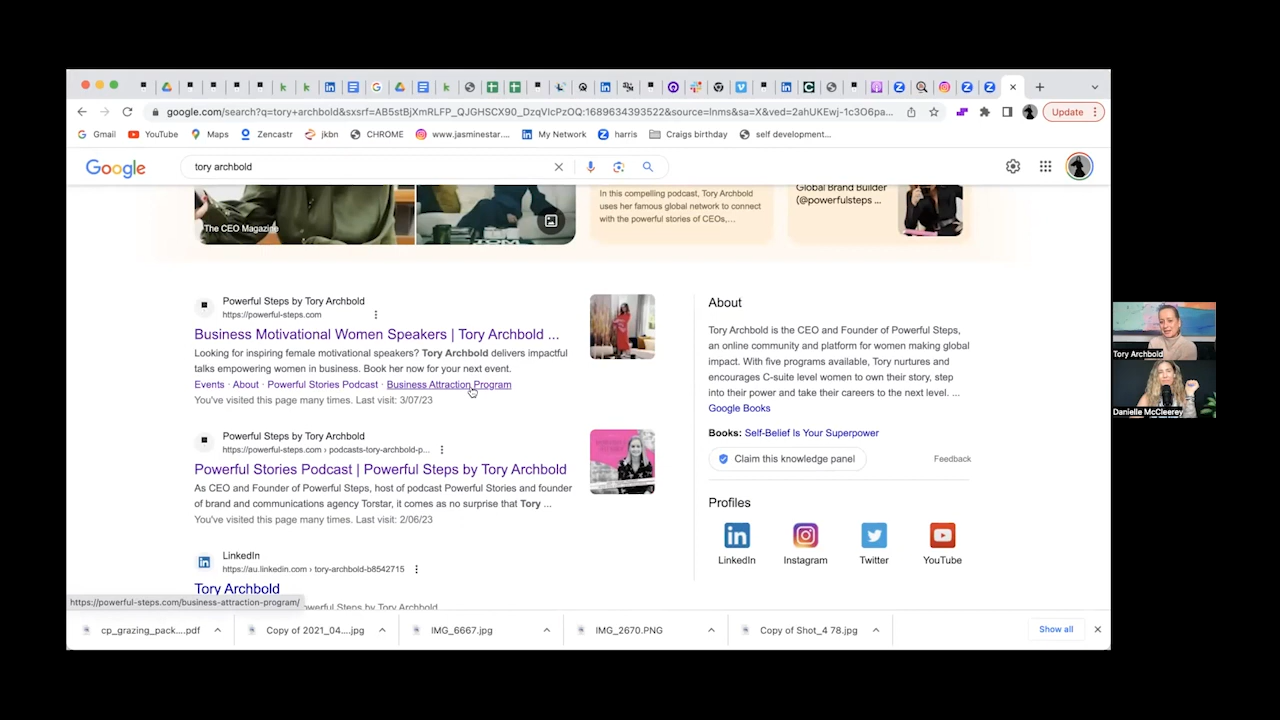 google.com/search?q=tory+archbold&sxsrf=AB5stBjXmRLFP_QJGHSCX90_DzqVlcPzOQ:1689634393522&source=lnms&sa=X&ved=2ahUKEwj-1c3O6pa...
Update
Gmail
YouTube
Maps
Zencastr
jkbn
CHROME
www.jasminestar....
My Network
harris
Craigs birthday
self development...
Google
tory archbold
The CEO Magazine
In this compelling podcast, Tory Archbold
uses her famous global network to connect
with the powerful stories of CEOs,...
Global Brand Builder
(@powerfulsteps ...
Powerful Steps by Tory Archbold
https://powerful-steps.com
Business Motivational Women Speakers | Tory Archbold ...
Looking for inspiring female motivational speakers? Tory Archbold delivers impactful
talks empowering women in business. Book her now for your next event.
Events · About · Powerful Stories Podcast · Business Attraction Program
You've visited this page many times. Last visit: 3/07/23
Powerful Steps by Tory Archbold
https://powerful-steps.com › podcasts-tory-archbold-p...
Powerful Stories Podcast | Powerful Steps by Tory Archbold
As CEO and Founder of Powerful Steps, host of podcast Powerful Stories and founder
of brand and communications agency Torstar, it comes as no surprise that Tory ...
You've visited this page many times. Last visit: 2/06/23
LinkedIn
https://au.linkedin.com › tory-archbold-b8542715
Tory Archbold
https://powerful-steps.com/business-attraction-program/
werful Steps by Tory Archbold
About
Tory Archbold is the CEO and Founder of Powerful Steps,
an online community and platform for women making global
impact. With five programs available, Tory nurtures and
encourages C-suite level women to own their story, step
into their power and take their careers to the next level. ...
Google Books
Books: Self-Belief Is Your Superpower
Claim this knowledge panel
Feedback
Profiles
LinkedIn
Instagram
Twitter
YouTube
cp_grazing_pack....pdf
Copy of 2021_04....jpg
IMG_6667.jpg
IMG_2670.PNG
Copy of Shot_4 78.jpg
Show all
Tory Archbold
Danielle McCleerey